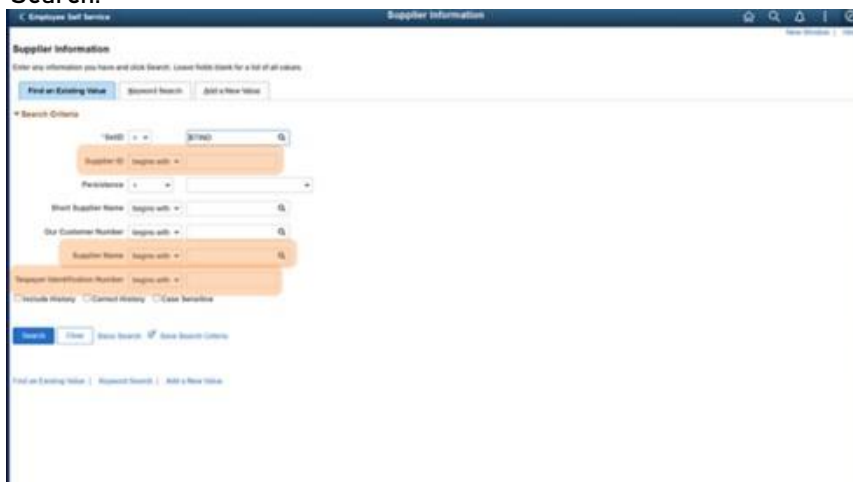 Search.
Employee Self Service
Supplier Information
New Window
Supplier Information
Enter any information you have and click Search. Leave fields blank for a list of all values.
Find an Existing Value
Keyword Search
Add a New Value
Search Criteria
*SetID = STIND
Supplier ID begins with
Persistence =
Short Supplier Name begins with
Our Customer Number begins with
Supplier Name begins with
Taxpayer Identification Number begins with
Include History Correct History Case Sensitive
Search Clear Basic Search Save Search Criteria
Find an Existing Value | Keyword Search | Add a New Value